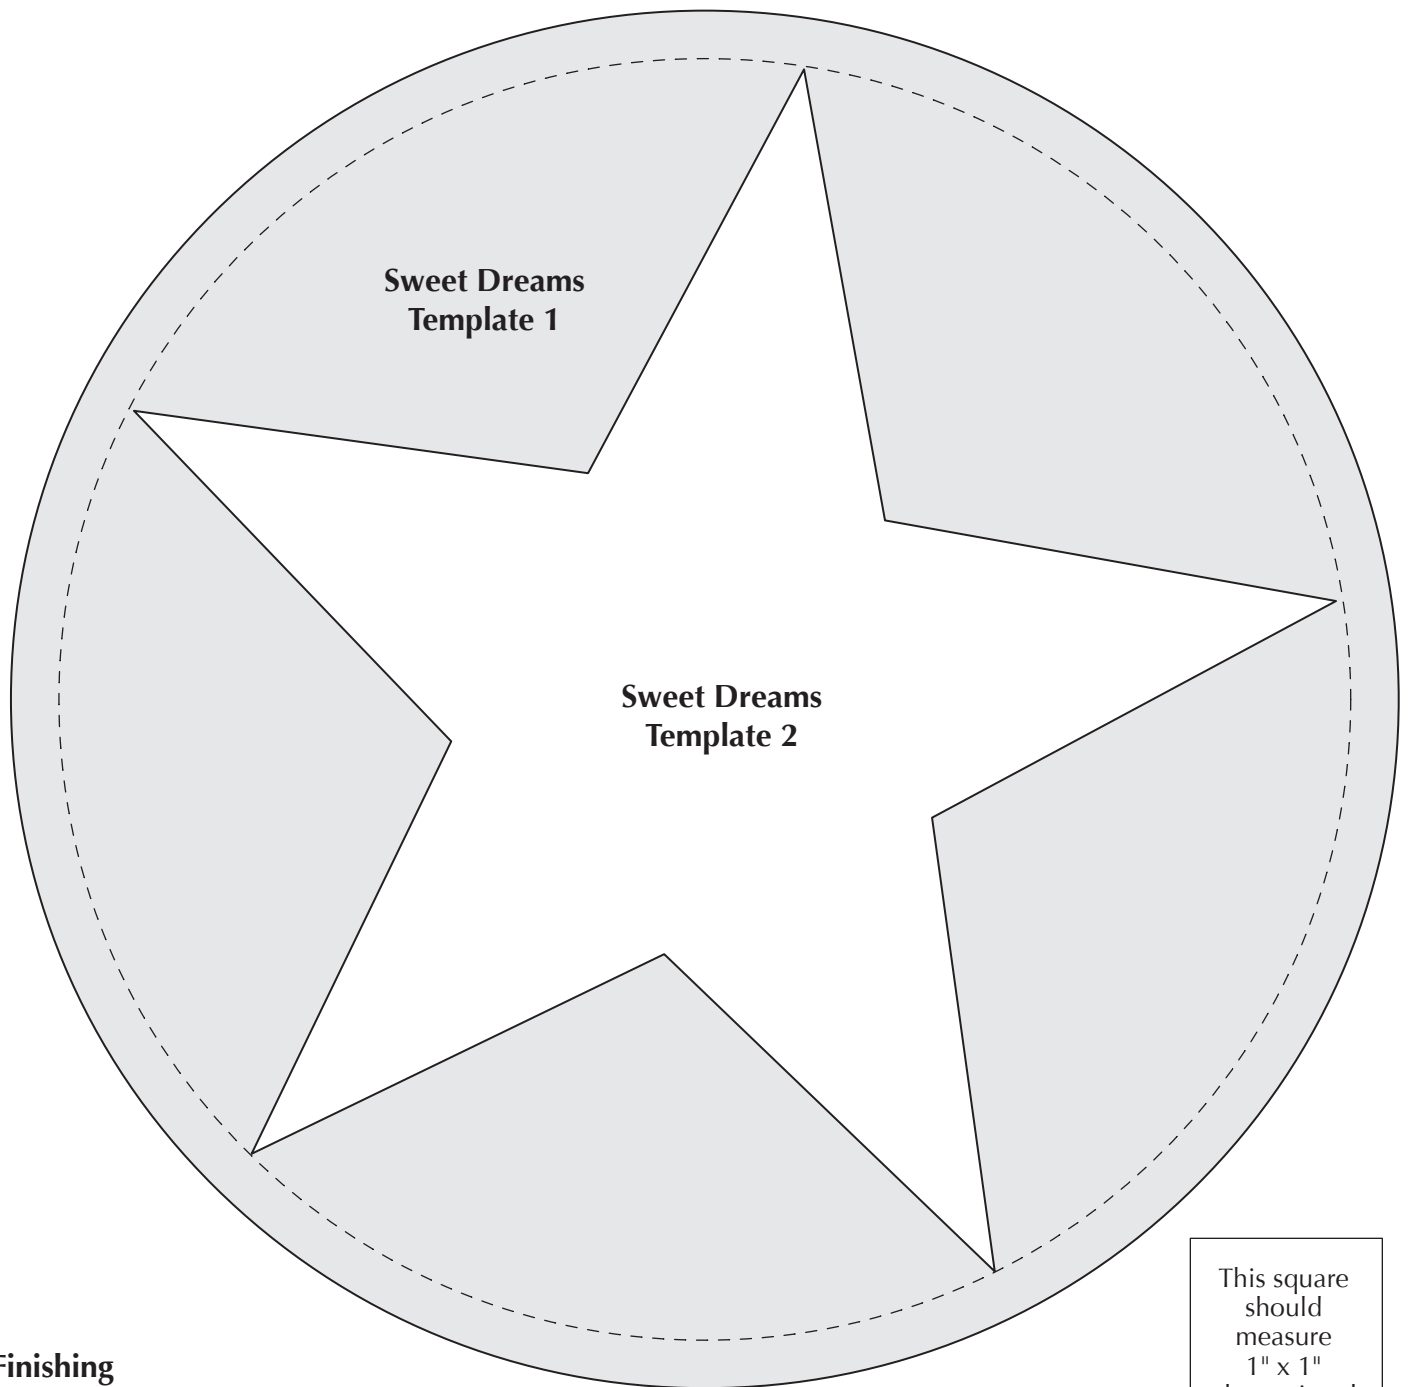 Sweet Dreams
Template 1
Sweet Dreams
Template 2
This square
should
measure
1" x 1"
Finishing